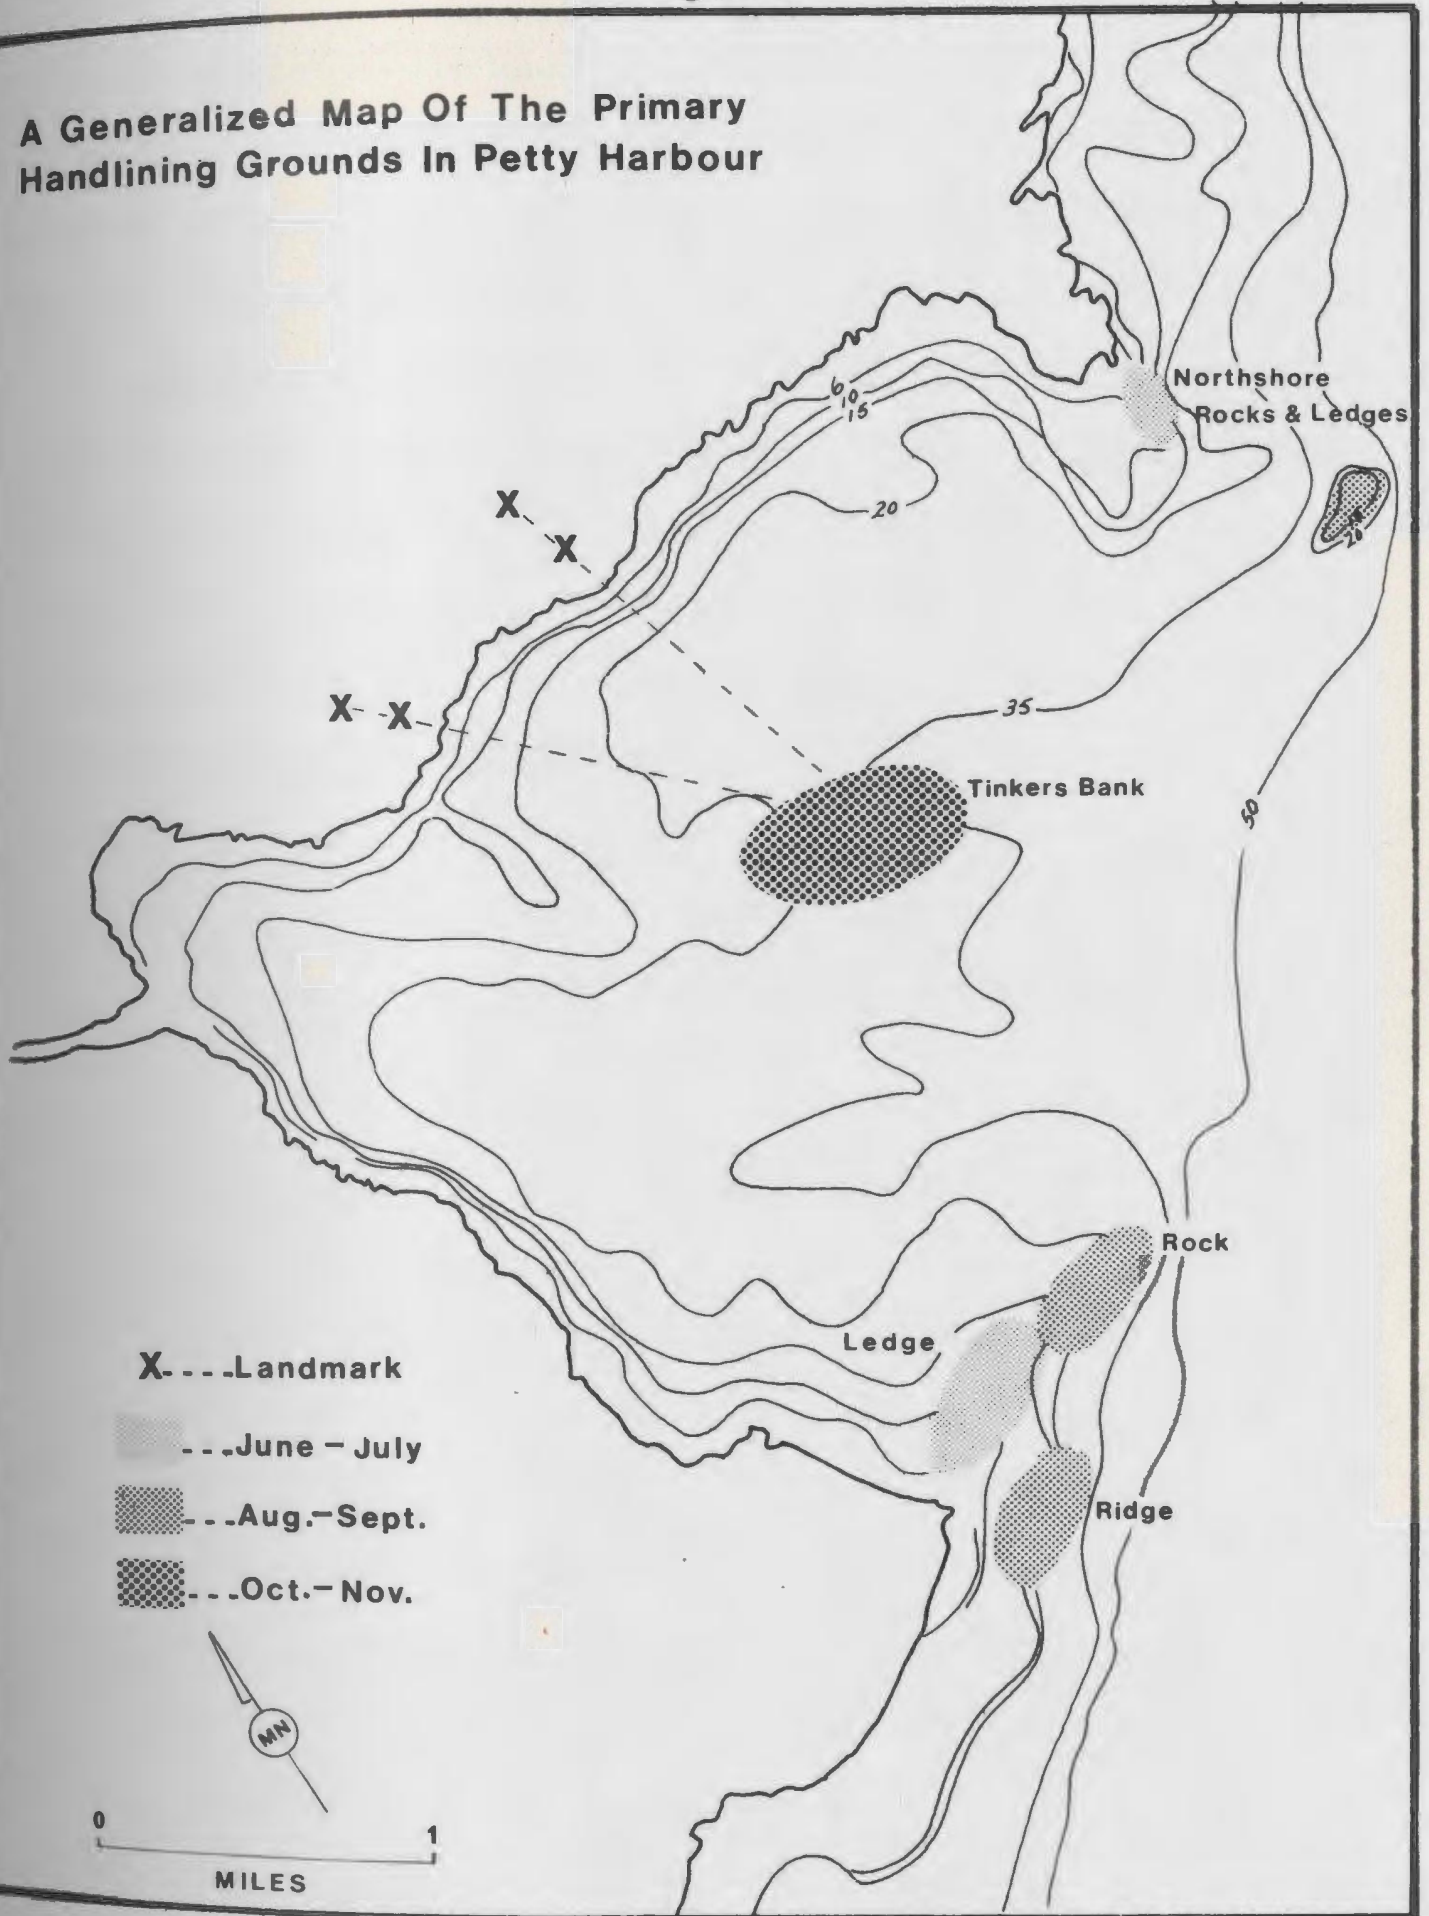 A Generalized Map Of The Primary
Handlining Grounds In Petty Harbour
Northshore
Rocks & Ledges
6
10
15
20
20
X
X
X
X
35
Tinkers Bank
50
Rock
Ledge
Ridge
X----Landmark
---June-July
---Aug.-Sept.
---Oct.-Nov.
MN
0 1
MILES